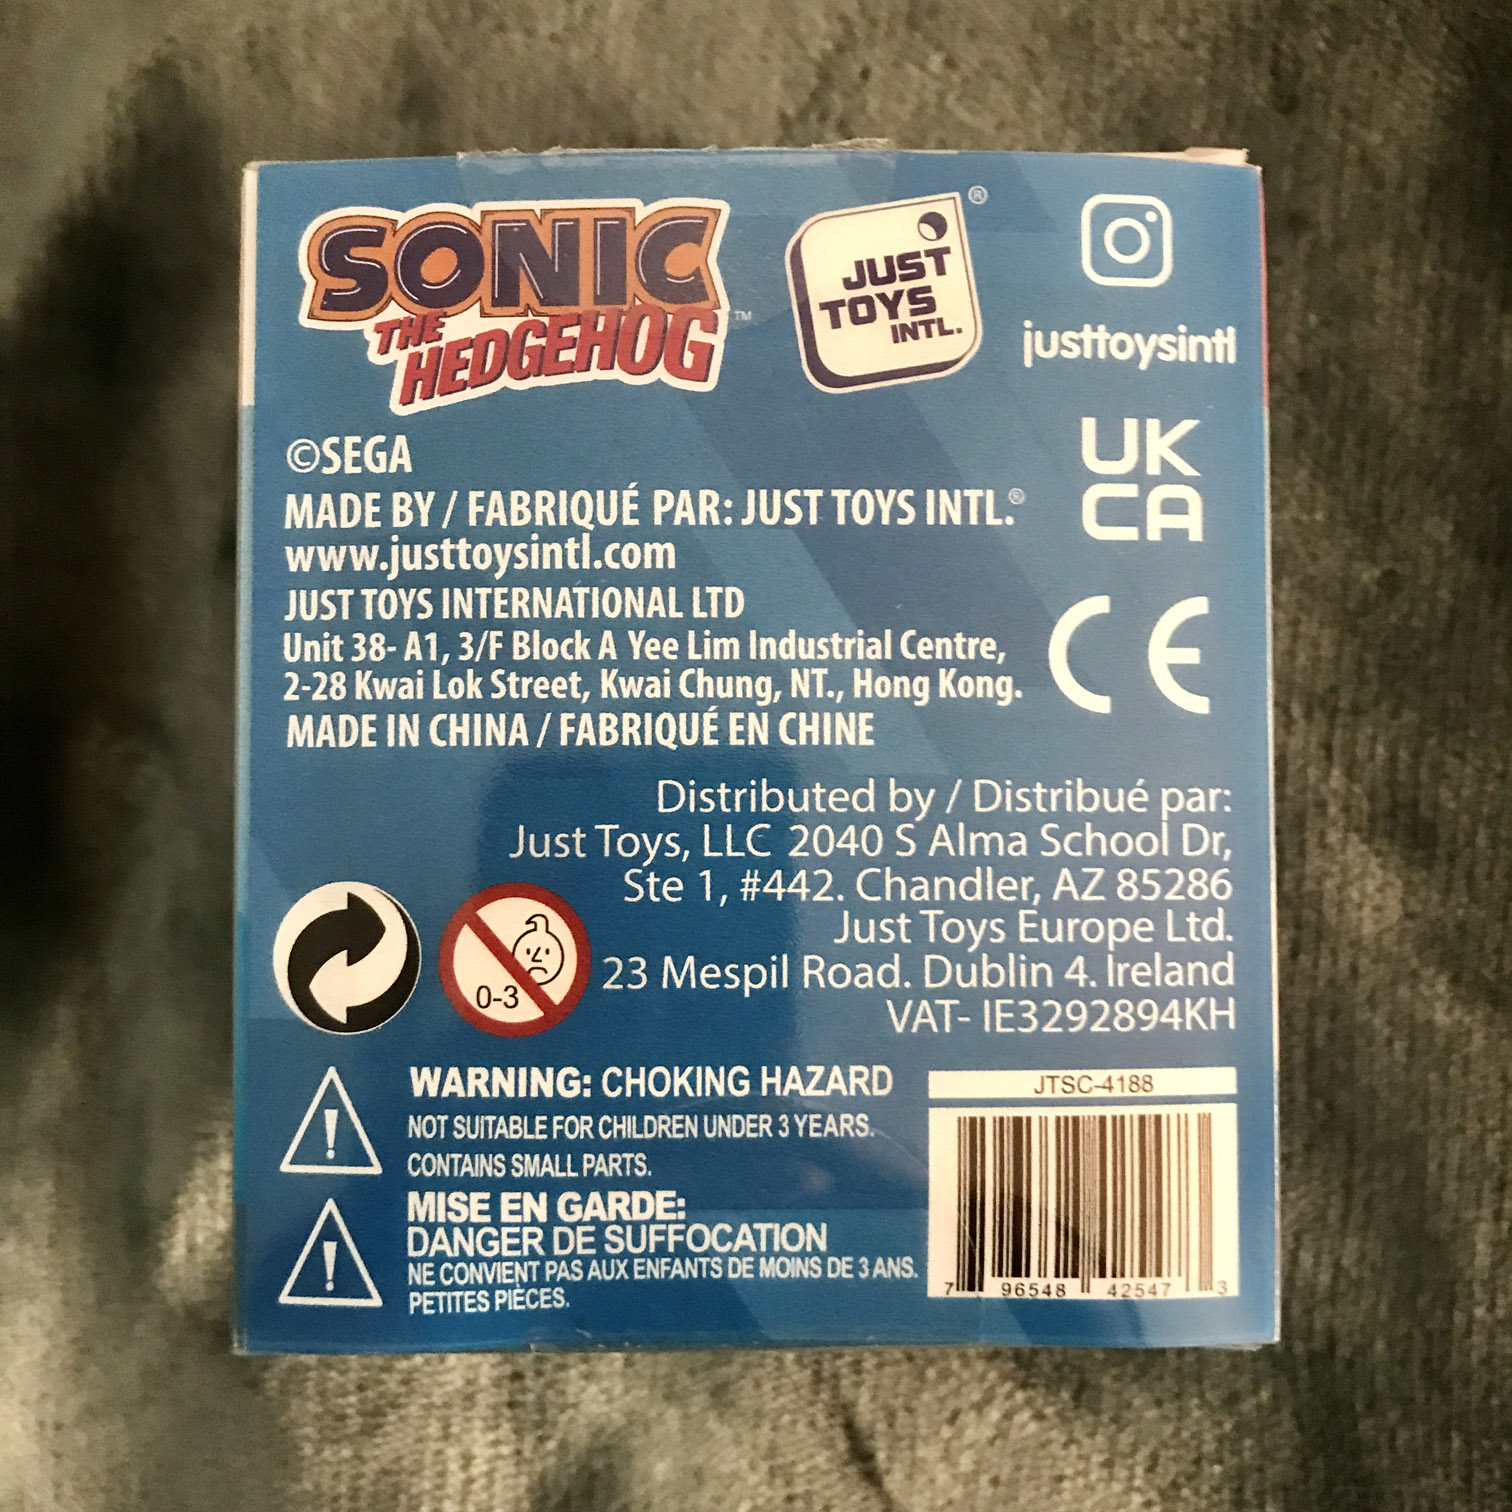 SONIC
THE
HEDGEHOG
™
JUST
TOYS
INTL.
®
justtoysintl
©SEGA
MADE BY / FABRIQUÉ PAR: JUST TOYS INTL.®
www.justtoysintl.com
JUST TOYS INTERNATIONAL LTD
Unit 38- A1, 3/F Block A Yee Lim Industrial Centre,
2-28 Kwai Lok Street, Kwai Chung, NT., Hong Kong.
MADE IN CHINA / FABRIQUÉ EN CHINE
UK
CA
CE
Distributed by / Distribué par:
Just Toys, LLC 2040 S Alma School Dr,
Ste 1, #442. Chandler, AZ 85286
Just Toys Europe Ltd.
23 Mespil Road. Dublin 4. Ireland
VAT- IE3292894KH
0-3
WARNING: CHOKING HAZARD
NOT SUITABLE FOR CHILDREN UNDER 3 YEARS.
CONTAINS SMALL PARTS.
MISE EN GARDE:
DANGER DE SUFFOCATION
NE CONVIENT PAS AUX ENFANTS DE MOINS DE 3 ANS.
PETITES PIÈCES.
JTSC-4188
7 96548 42547 3